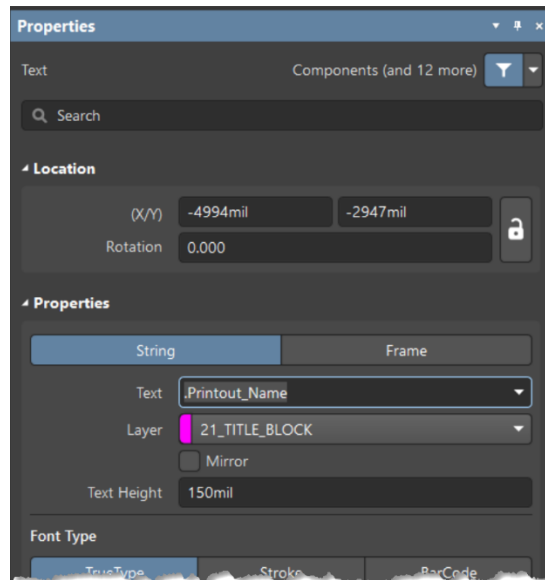 Properties
Text Components (and 12 more)
Search
Location
(X/Y) -4994mil -2947mil
Rotation 0.000
Properties
String Frame
Text .Printout_Name
Layer 21_TITLE_BLOCK
Mirror
Text Height 150mil
Font Type
TrueType Stroke BarCode